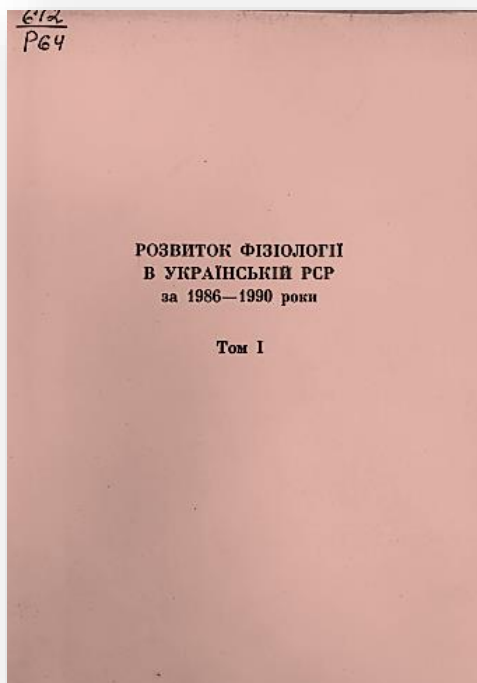 612
Р64
РОЗВИТОК ФІЗІОЛОГІЇ
В УКРАЇНСЬКІЙ РСР
за 1986—1990 роки
Том I